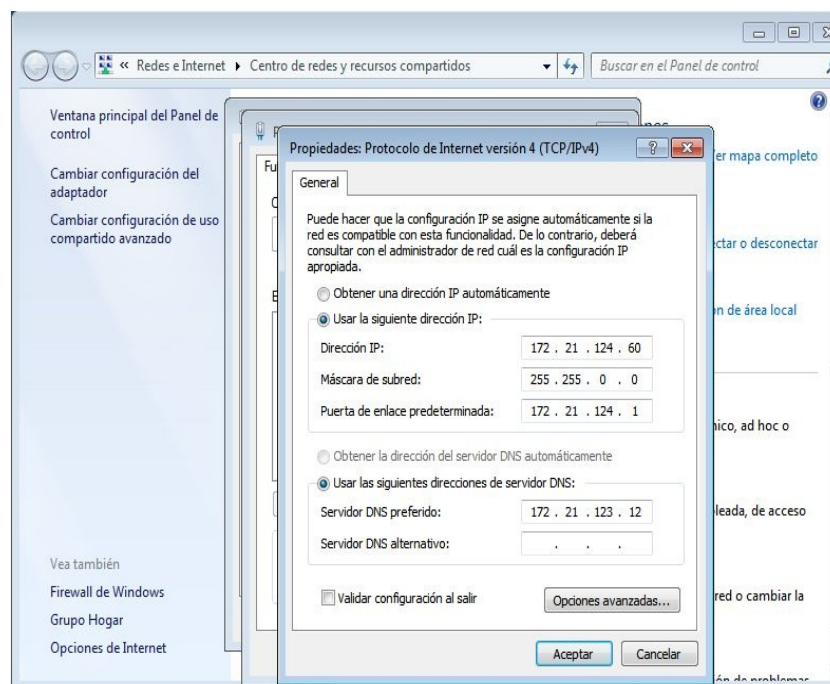 « Redes e Internet ▸ Centro de redes y recursos compartidos
Buscar en el Panel de control
Ventana principal del Panel de
control
Cambiar configuración del
adaptador
Cambiar configuración de uso
compartido avanzado
Propiedades: Protocolo de Internet versión 4 (TCP/IPv4)
General
Puede hacer que la configuración IP se asigne automáticamente si la
red es compatible con esta funcionalidad. De lo contrario, deberá
consultar con el administrador de red cuál es la configuración IP
apropiada.
Obtener una dirección IP automáticamente
Usar la siguiente dirección IP:
Dirección IP: 172 . 21 . 124 . 60
Máscara de subred: 255 . 255 . 0 . 0
Puerta de enlace predeterminada: 172 . 21 . 124 . 1
Obtener la dirección del servidor DNS automáticamente
Usar las siguientes direcciones de servidor DNS:
Servidor DNS preferido: 172 . 21 . 123 . 12
Servidor DNS alternativo: . . .
Validar configuración al salir
Opciones avanzadas...
Aceptar
Cancelar
Fu
er mapa completo
ctar o desconectar
n de área local
nico, ad hoc o
leada, de acceso
red o cambiar la
Vea también
Firewall de Windows
Grupo Hogar
Opciones de Internet